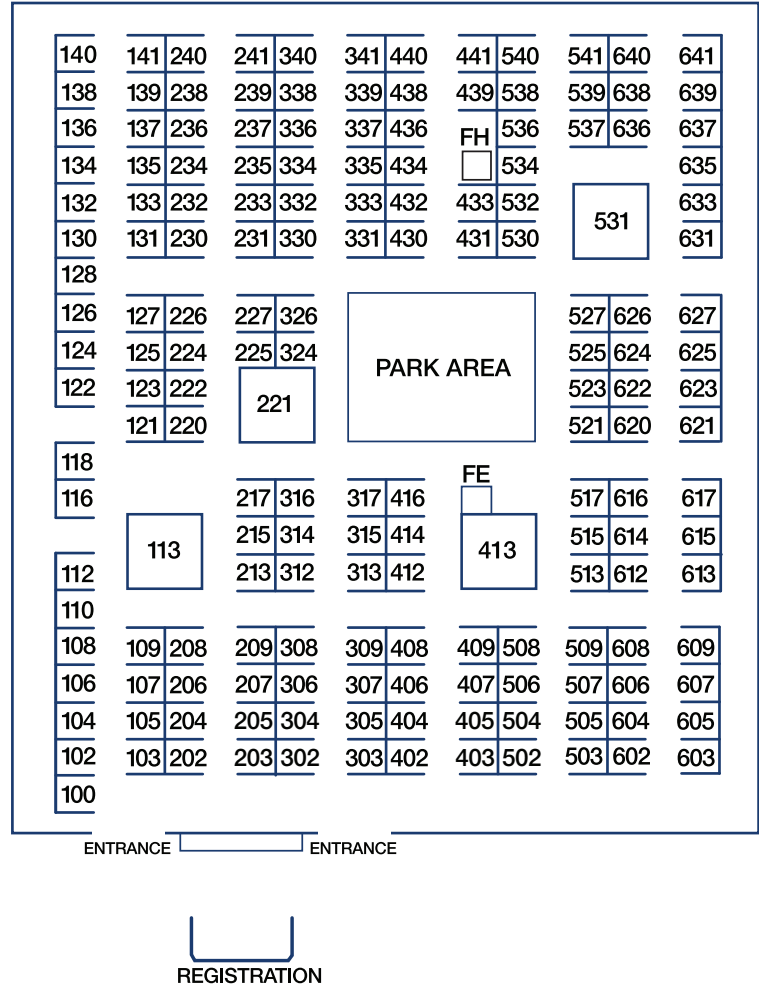 140 141 240 241 340 341 440 441 540 541 640 641
138 139 238 239 338 339 438 439 538 539 638 639
136 137 236 237 336 337 436 FH 536 537 636 637
134 135 234 235 334 335 434 534 635
132 133 232 233 332 333 432 433 532 531 633
130 131 230 231 330 331 430 431 530 631
128
126 127 226 227 326 527 626 627
124 125 224 225 324 PARK AREA 525 624 625
122 123 222 221 523 622 623
121 220 521 620 621
118 FE
116 217 316 317 416 517 616 617
113 215 314 315 414 413 515 614 615
112 213 312 313 412 513 612 613
110
108 109 208 209 308 309 408 409 508 509 608 609
106 107 206 207 306 307 406 407 506 507 606 607
104 105 204 205 304 305 404 405 504 505 604 605
102 103 202 203 302 303 402 403 502 503 602 603
100
ENTRANCE ENTRANCE
REGISTRATION